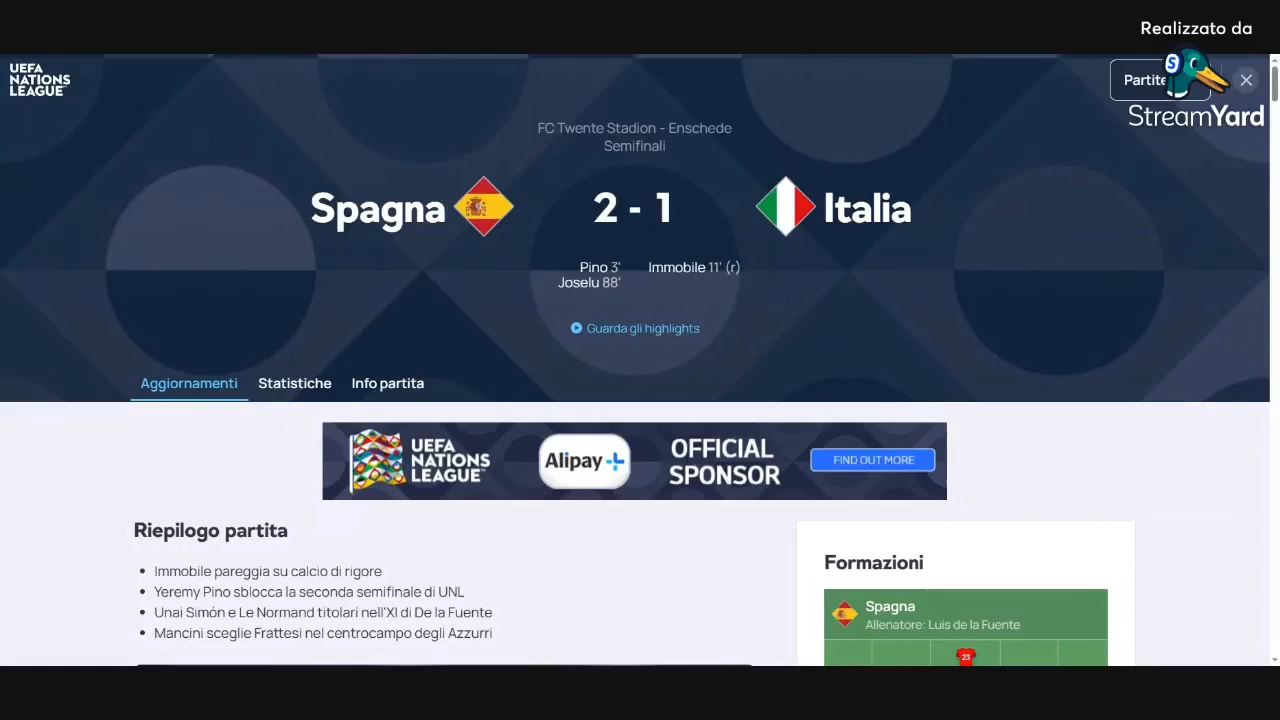 Realizzato da
UEFA
NATIONS
LEAGUE™
Partite
S
StreamYard
FC Twente Stadion - Enschede
Semifinali
Spagna 2 - 1 Italia
Pino 3' Immobile 11' (r)
Joselu 88'
Guarda gli highlights
Aggiornamenti Statistiche Info partita
UEFA
NATIONS
LEAGUE™
Alipay+
OFFICIAL
SPONSOR
FIND OUT MORE
Riepilogo partita
Immobile pareggia su calcio di rigore
Yeremy Pino sblocca la seconda semifinale di UNL
Unai Simón e Le Normand titolari nell'XI di De la Fuente
Mancini sceglie Frattesi nel centrocampo degli Azzurri
Formazioni
Spagna
Allenatore: Luis de la Fuente
23